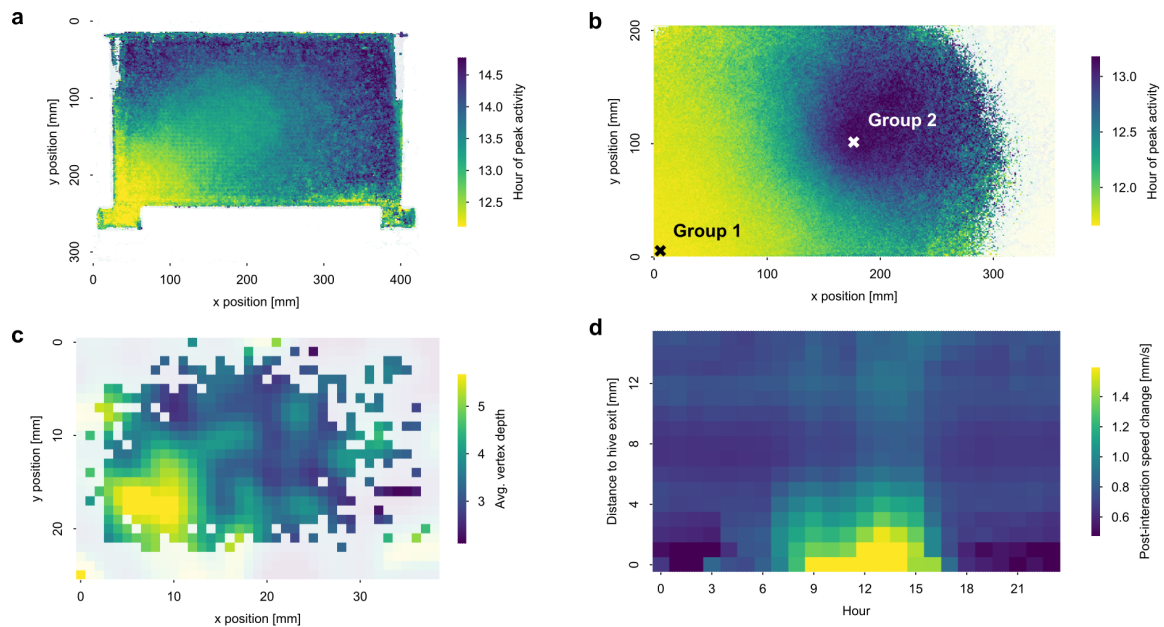 a
0
100
200
300
y position [mm]
0
100
200
300
400
x position [mm]
14.5
14.0
13.5
13.0
12.5
Hour of peak activity
b
200
100
0
y position [mm]
Group 2
Group 1
0
100
200
300
x position [mm]
13.0
12.5
12.0
Hour of peak activity
c
0
10
20
y position [mm]
0
10
20
30
x position [mm]
5
4
3
Avg. vertex depth
d
12
8
4
0
Distance to hive exit [mm]
0
3
6
9
12
15
18
21
Hour
1.4
1.2
1.0
0.8
0.6
Post-interaction speed change [mm/s]